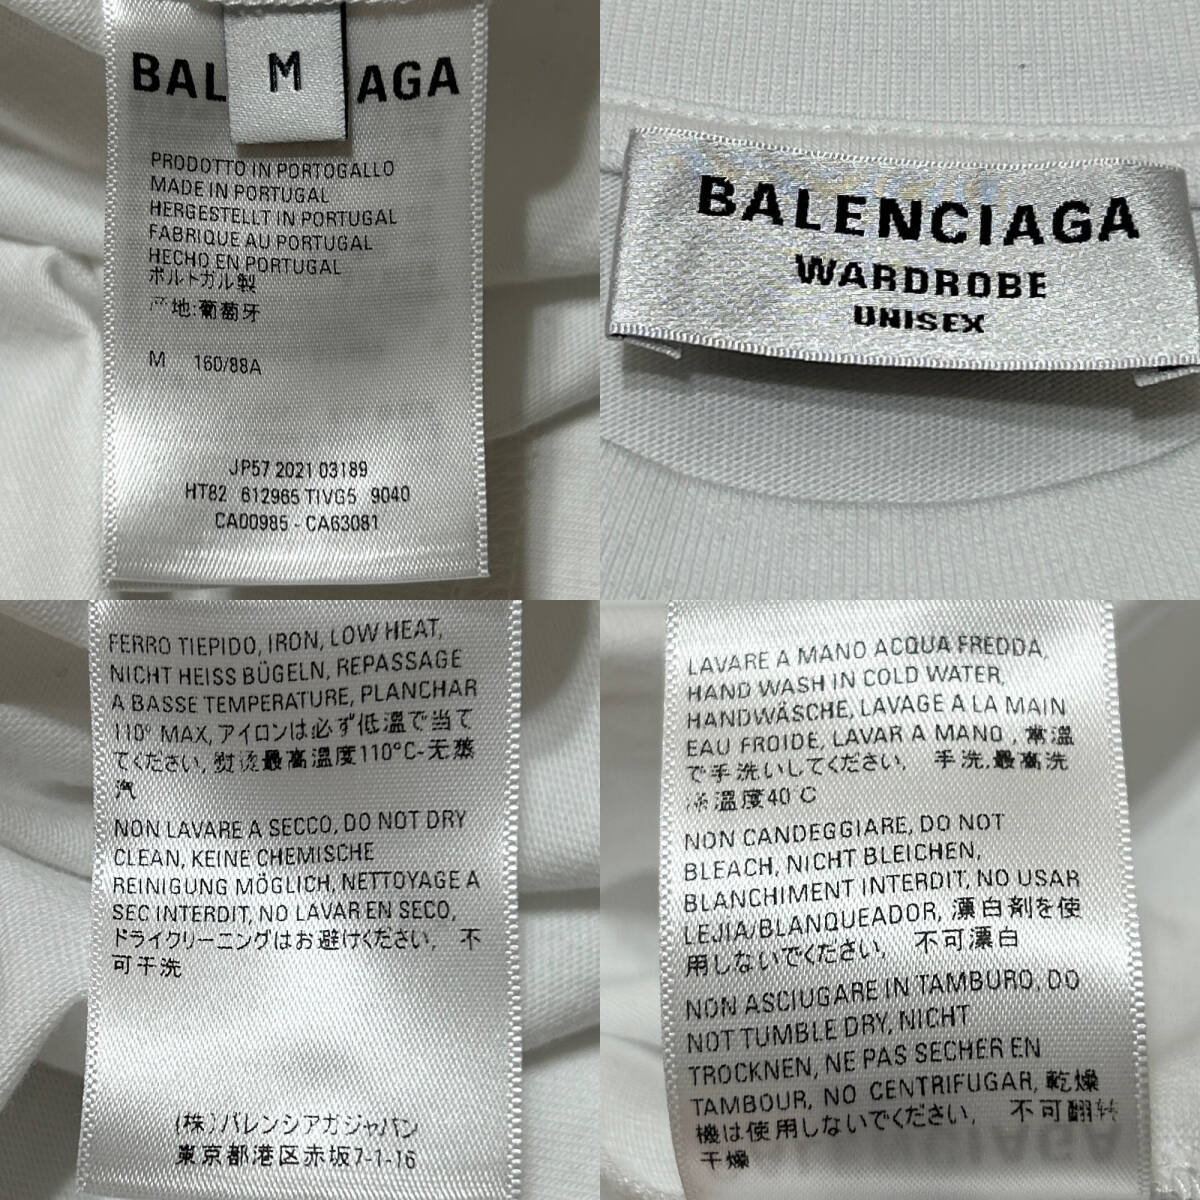 BAL AGA
M
PRODOTTO IN PORTOGALLO
MADE IN PORTUGAL
HERGESTELLT IN PORTUGAL
FABRIQUE AU PORTUGAL
HECHO EN PORTUGAL
ポルトガル製
产地:葡萄牙
M 160/88A
JP57 2021 03189
HT82 612965 TIVG5 9040
CA00985 - CA63081
BALENCIAGA
WARDROBE
UNISEX
FERRO TIEPIDO, IRON, LOW HEAT,
NICHT HEISS BÜGELN, REPASSAGE
A BASSE TEMPERATURE, PLANCHAR
110° MAX, アイロンは必ず低温で当て
てください, 熨烫最高温度110°C-无蒸
汽
NON LAVARE A SECCO, DO NOT DRY
CLEAN, KEINE CHEMISCHE
REINIGUNG MÖGLICH, NETTOYAGE A
SEC INTERDIT, NO LAVAR EN SECO,
ドライクリーニングはお避けください, 不
可干洗
(株)バレンシアガジャパン
東京都港区赤坂7-1-16
LAVARE A MANO ACQUA FREDDA,
HAND WASH IN COLD WATER,
HANDWÄSCHE, LAVAGE A LA MAIN
EAU FROIDE, LAVAR A MANO , 常温
で手洗いしてください, 手洗,最高洗
涤温度40 C
NON CANDEGGIARE, DO NOT
BLEACH, NICHT BLEICHEN,
BLANCHIMENT INTERDIT, NO USAR
LEJIA/BLANQUEADOR, 漂白剤を使
用しないでください, 不可漂白
NON ASCIUGARE IN TAMBURO, DO
NOT TUMBLE DRY, NICHT
TROCKNEN, NE PAS SECHER EN
TAMBOUR, NO CENTRIFUGAR, 乾燥
機は使用しないでください, 不可翻转
干燥